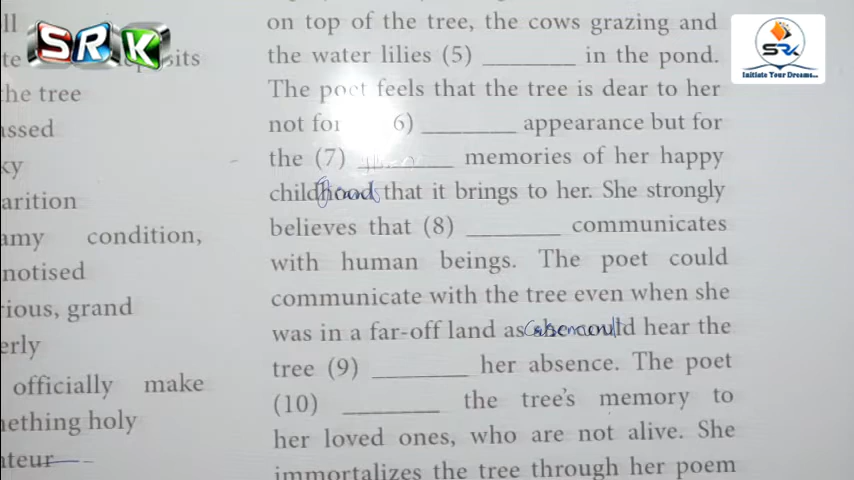 SRK
SRK
Initiate Your Dreams...
ll
te
posits
the tree
assed
ky
arition
amy condition,
notised
rious, grand
erly
officially make
mething holy
ateur
on top of the tree, the cows grazing and
the water lilies (5) ________ in the pond.
The poet feels that the tree is dear to her
not for 6) ________ appearance but for
the (7) ________ memories of her happy
childhood that it brings to her. She strongly
believes that (8) ________ communicates
with human beings. The poet could
communicate with the tree even when she
was in a far-off land as she could hear the
tree (9) ________ her absence. The poet
(10) ________ the tree's memory to
her loved ones, who are not alive. She
immortalizes the tree through her poem